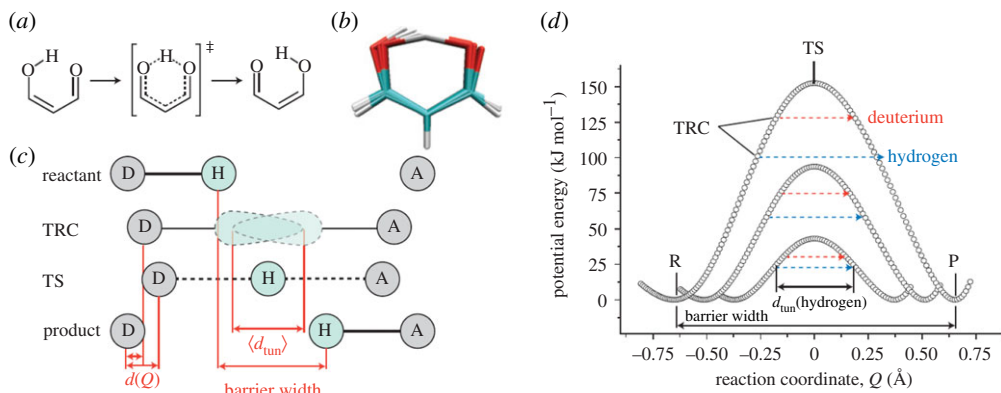 (a)
H
O
O
O
H
O
‡
O
H
O
(b)
(c)
reactant
D
H
A
TRC
D
A
TS
D
H
A
product
D
H
A
⟨dtun⟩
d(Q)
barrier width
(d)
TS
150
125
100
75
50
25
0
potential energy (kJ mol−1)
TRC
deuterium
hydrogen
R
P
dtun(hydrogen)
barrier width
−0.75 −0.50 −0.25 0 0.25 0.50 0.75
reaction coordinate, Q (Å)